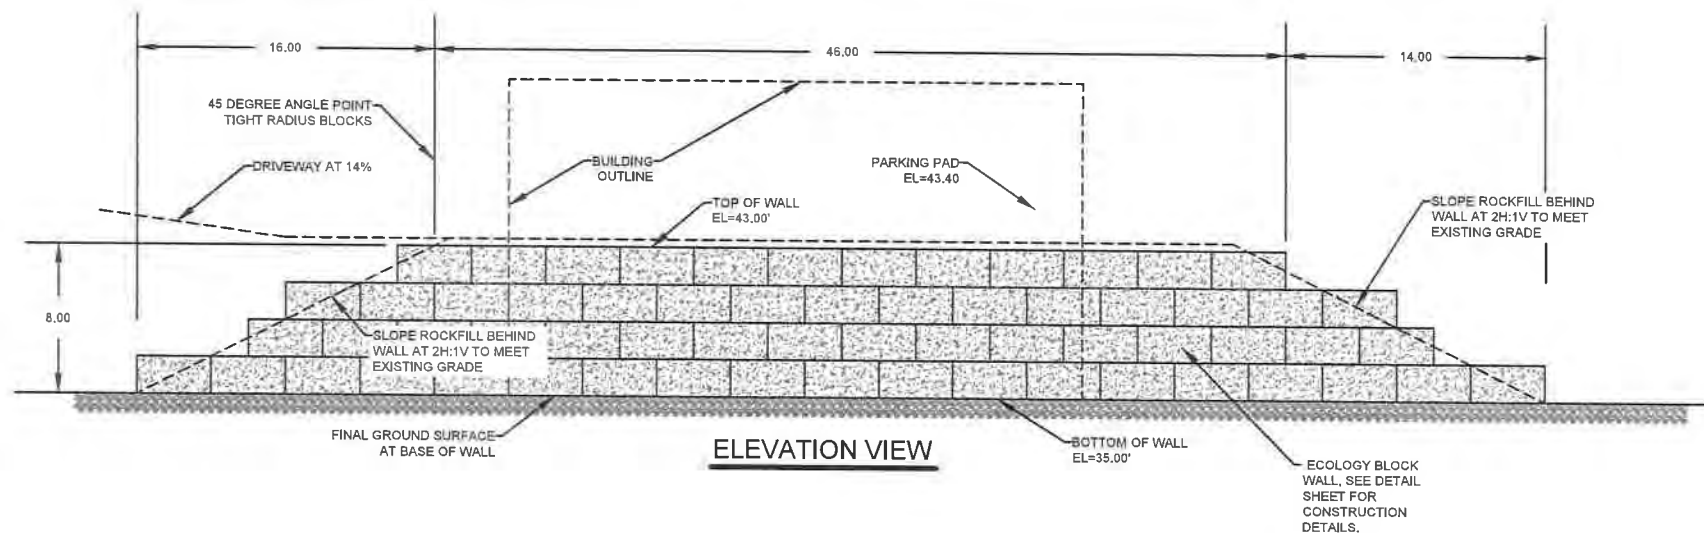 16.00
46.00
14.00
45 DEGREE ANGLE POINT
TIGHT RADIUS BLOCKS
DRIVEWAY AT 14%
BUILDING
OUTLINE
PARKING PAD
EL=43.40
TOP OF WALL
EL=43.00'
SLOPE ROCKFILL BEHIND
WALL AT 2H:1V TO MEET
EXISTING GRADE
8.00
SLOPE ROCKFILL BEHIND
WALL AT 2H:1V TO MEET
EXISTING GRADE
FINAL GROUND SURFACE
AT BASE OF WALL
ELEVATION VIEW
BOTTOM OF WALL
EL=35.00'
ECOLOGY BLOCK
WALL, SEE DETAIL
SHEET FOR
CONSTRUCTION
DETAILS.